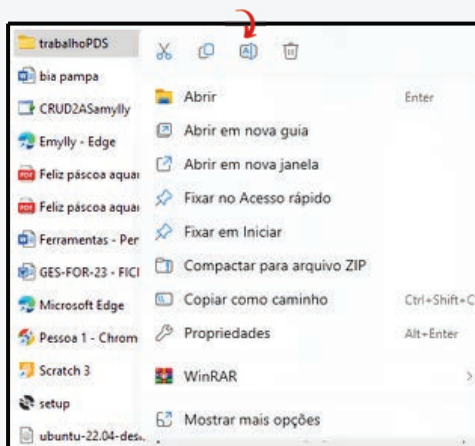 trabalhoPDS
bia pampa
CRUD2ASamylly
Emylly - Edge
Feliz páscoa aquar
Feliz páscoa aquar
Ferramentas - Per
GES-FOR-23 - FICI
Microsoft Edge
Pessoa 1 - Chrom
Scratch 3
setup
ubuntu-22.04-des
Abrir Enter
Abrir em nova guia
Abrir em nova janela
Fixar no Acesso rápido
Fixar em Iniciar
Compactar para arquivo ZIP
Copiar como caminho Ctrl+Shift+C
Propriedades Alt+Enter
WinRAR
Mostrar mais opções